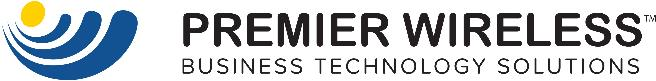 PREMIER WIRELESS™
BUSINESS TECHNOLOGY SOLUTIONS